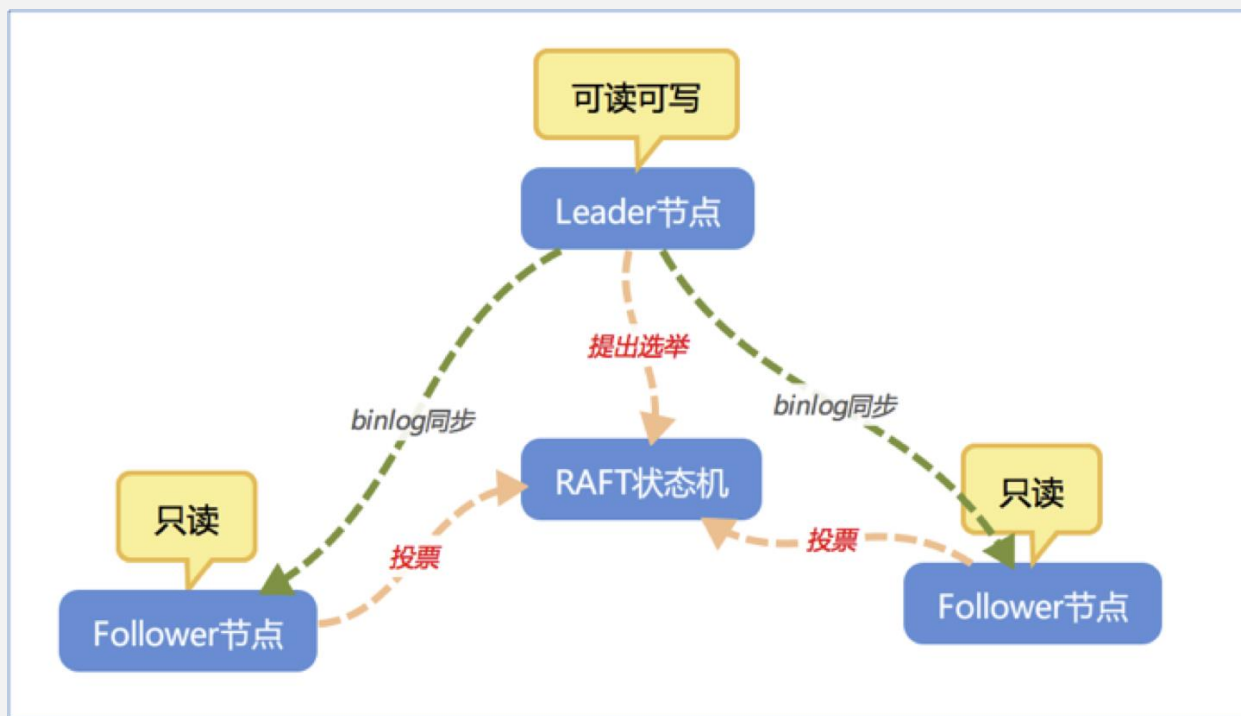 可读可写
Leader节点
提出选举
binlog同步
binlog同步
RAFT状态机
只读
只读
投票
投票
Follower节点
Follower节点